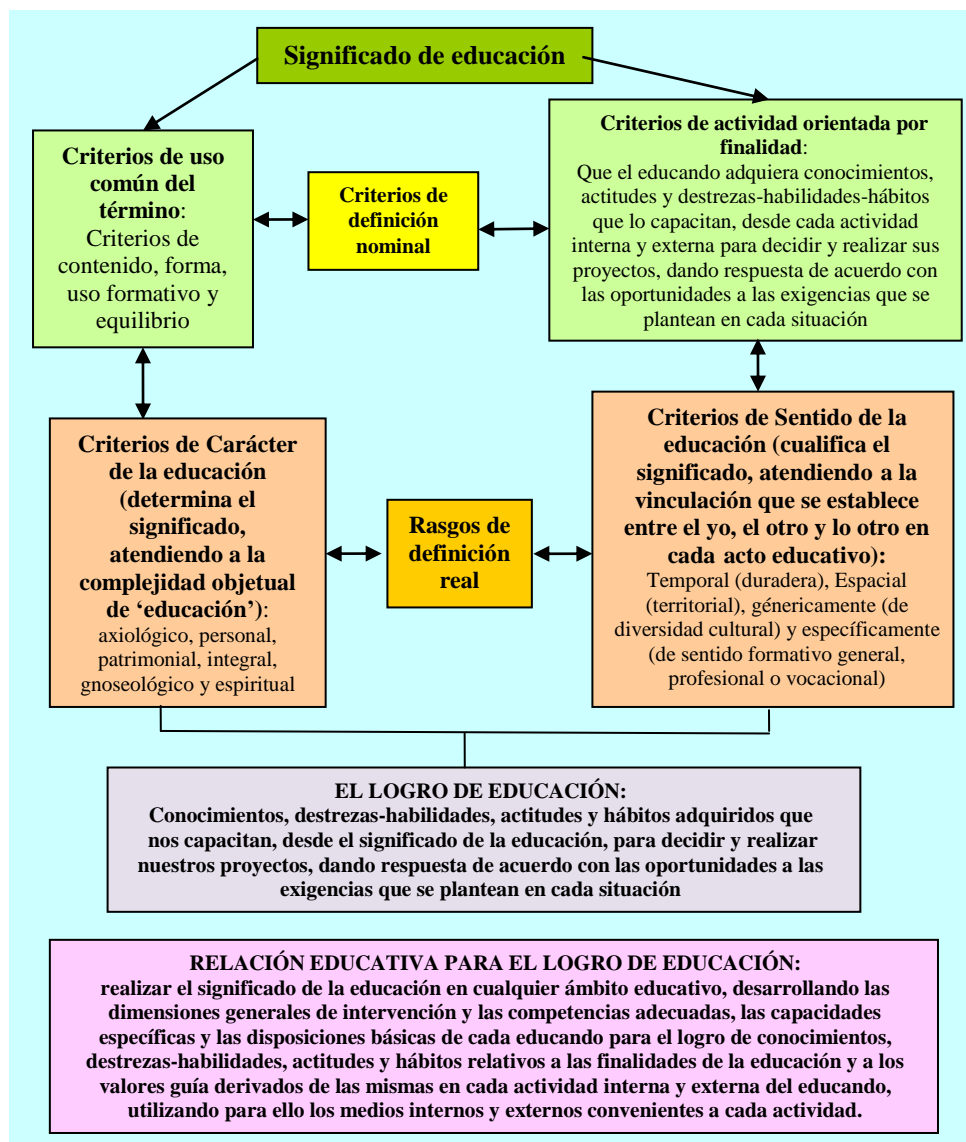 Significado de educación
Criterios de uso
común del
término:
Criterios de
contenido, forma,
uso formativo y
equilibrio
Criterios de
definición
nominal
Criterios de actividad orientada por
finalidad:
Que el educando adquiera conocimientos,
actitudes y destrezas-habilidades-hábitos
que lo capacitan, desde cada actividad
interna y externa para decidir y realizar sus
proyectos, dando respuesta de acuerdo con
las oportunidades a las exigencias que se
plantean en cada situación
Criterios de Carácter
de la educación
(determina el
significado,
atendiendo a la
complejidad objetual
de ‘educación’):
axiológico, personal,
patrimonial, integral,
gnoseológico y espiritual
Rasgos de
definición
real
Criterios de Sentido de la
educación (cualifica el
significado, atendiendo a la
vinculación que se establece
entre el yo, el otro y lo otro en
cada acto educativo):
Temporal (duradera), Espacial
(territorial), génericamente (de
diversidad cultural) y específicamente
(de sentido formativo general,
profesional o vocacional)
EL LOGRO DE EDUCACIÓN:
Conocimientos, destrezas-habilidades, actitudes y hábitos adquiridos que
nos capacitan, desde el significado de la educación, para decidir y realizar
nuestros proyectos, dando respuesta de acuerdo con las oportunidades a las
exigencias que se plantean en cada situación
RELACIÓN EDUCATIVA PARA EL LOGRO DE EDUCACIÓN:
realizar el significado de la educación en cualquier ámbito educativo, desarrollando las
dimensiones generales de intervención y las competencias adecuadas, las capacidades
específicas y las disposiciones básicas de cada educando para el logro de conocimientos,
destrezas-habilidades, actitudes y hábitos relativos a las finalidades de la educación y a los
valores guía derivados de las mismas en cada actividad interna y externa del educando,
utilizando para ello los medios internos y externos convenientes a cada actividad.